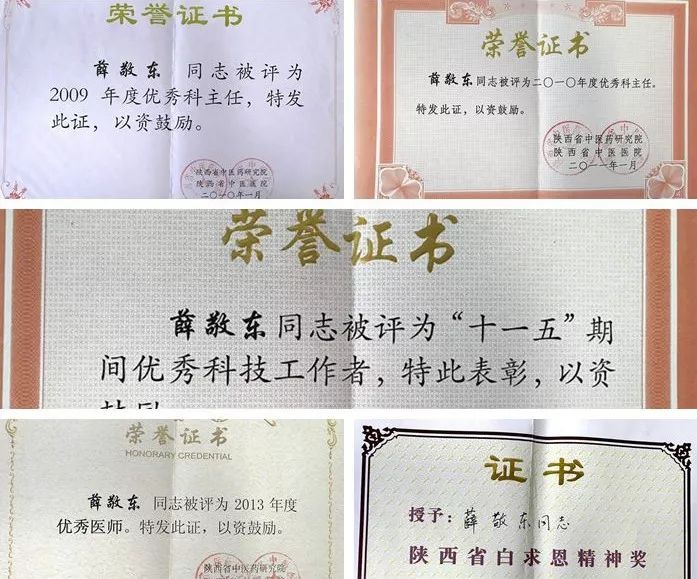 荣誉证书
薛敬东 同志被评为
2009 年度优秀科主任，特发
此证，以资鼓励。
陕西省中医药研究院
陕西省中医医院
二〇一〇年一月
荣誉证书
薛敬东同志被评为二〇一〇年度优秀科主任。
特发此证，以资鼓励。
陕西省中医药研究院
陕西省中医医院
二〇一一年一月
荣誉证书
薛敬东同志被评为“十一五”期
间优秀科技工作者，特此表彰，以资
荣誉证书
HONORARY CREDENTIAL
薛敬东 同志被评为 2013 年度
优秀医师。特发此证，以资鼓励。
陕西省中医药研究院
证书
授予：薛敬东同志
陕西省白求恩精神奖